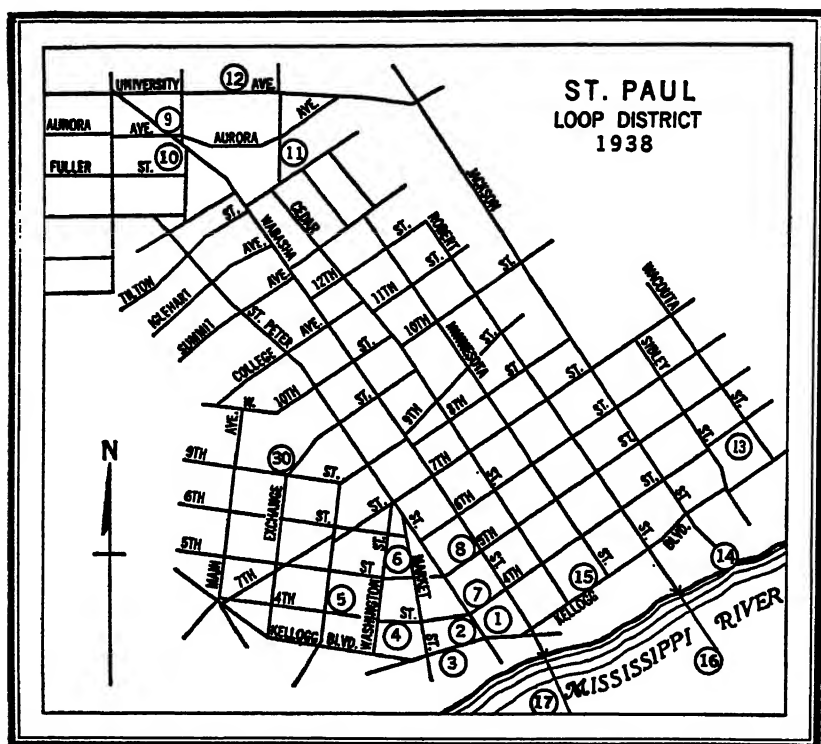 ST. PAUL
LOOP DISTRICT
1938
UNIVERSITY 12 AVE.
AURORA AVE. 9
AURORA AVE.
FULLER ST. 10
11
JACKSON
TILTON ST.
IGLEHART AVE.
SUMMIT AVE.
COLLEGE AVE.
ST. PETER
WABASHA
CEDAR
12TH ST.
ROBERT
11TH ST.
10TH ST.
MINNESOTA
WACOUTA ST.
SIBLEY ST.
10TH ST.
9TH ST.
8TH ST.
7TH ST.
6TH ST.
5TH ST.
4TH ST.
KELLOGG BLVD.
13
14
15
N
AVE. W.
9TH 30 ST.
6TH ST.
5TH ST.
7TH ST.
4TH ST.
MAIN
EXCHANGE
WASHINGTON ST.
MARKET ST.
KELLOGG BLVD.
5
6
8
7
4
2
1
3
16
17
MISSISSIPPI RIVER